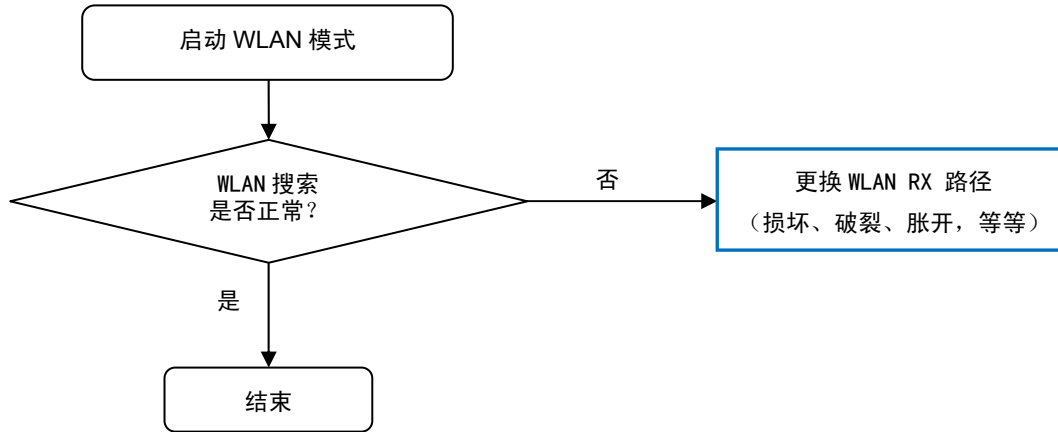 启动 WLAN 模式
WLAN 搜索
是否正常？
否
更换 WLAN RX 路径
（损坏、破裂、胀开，等等）
是
结束